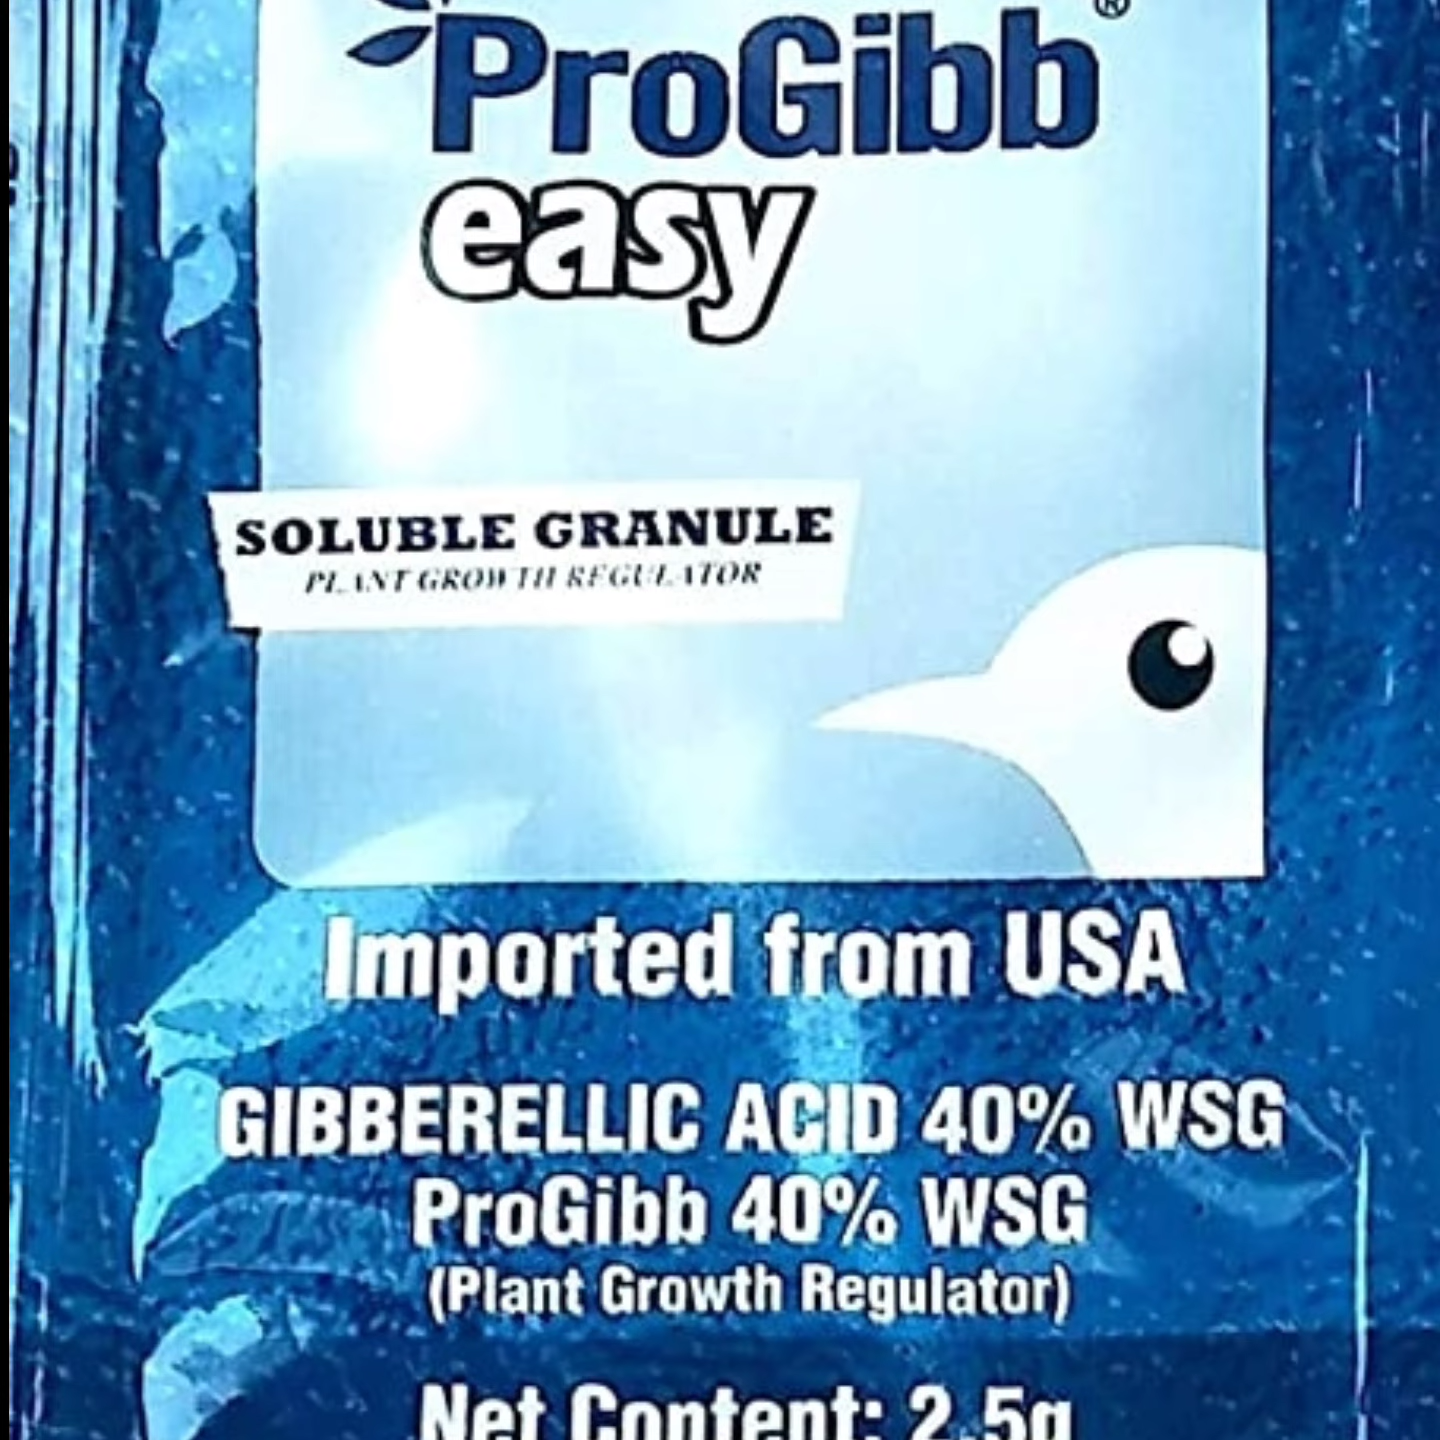 ProGibb®
easy
SOLUBLE GRANULE
PLANT GROWTH REGULATOR
Imported from USA
GIBBERELLIC ACID 40% WSG
ProGibb 40% WSG
(Plant Growth Regulator)
Net Content: 2.5g